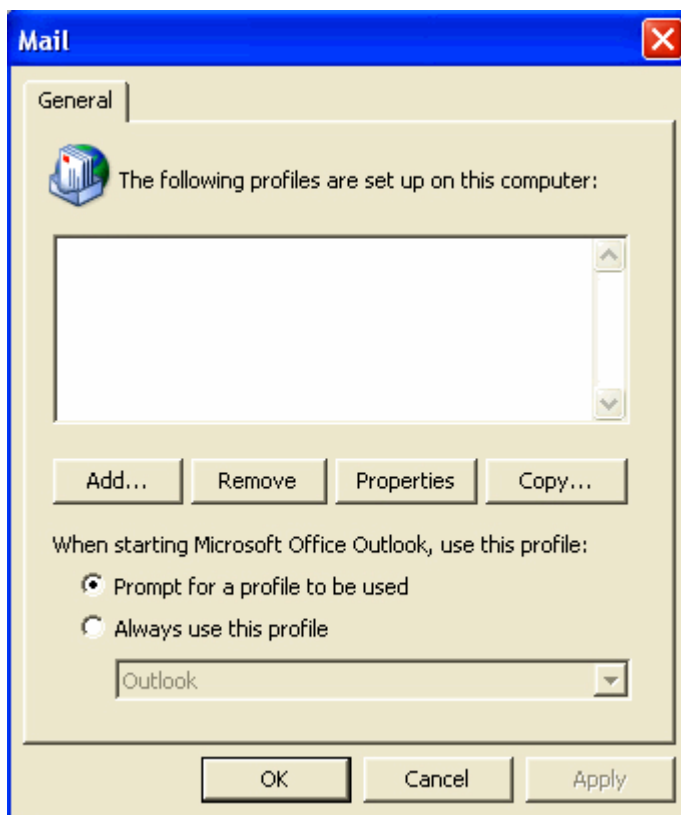 Mail
General
The following profiles are set up on this computer:
Add... Remove Properties Copy...
When starting Microsoft Office Outlook, use this profile:
Prompt for a profile to be used
Always use this profile
Outlook
OK Cancel Apply